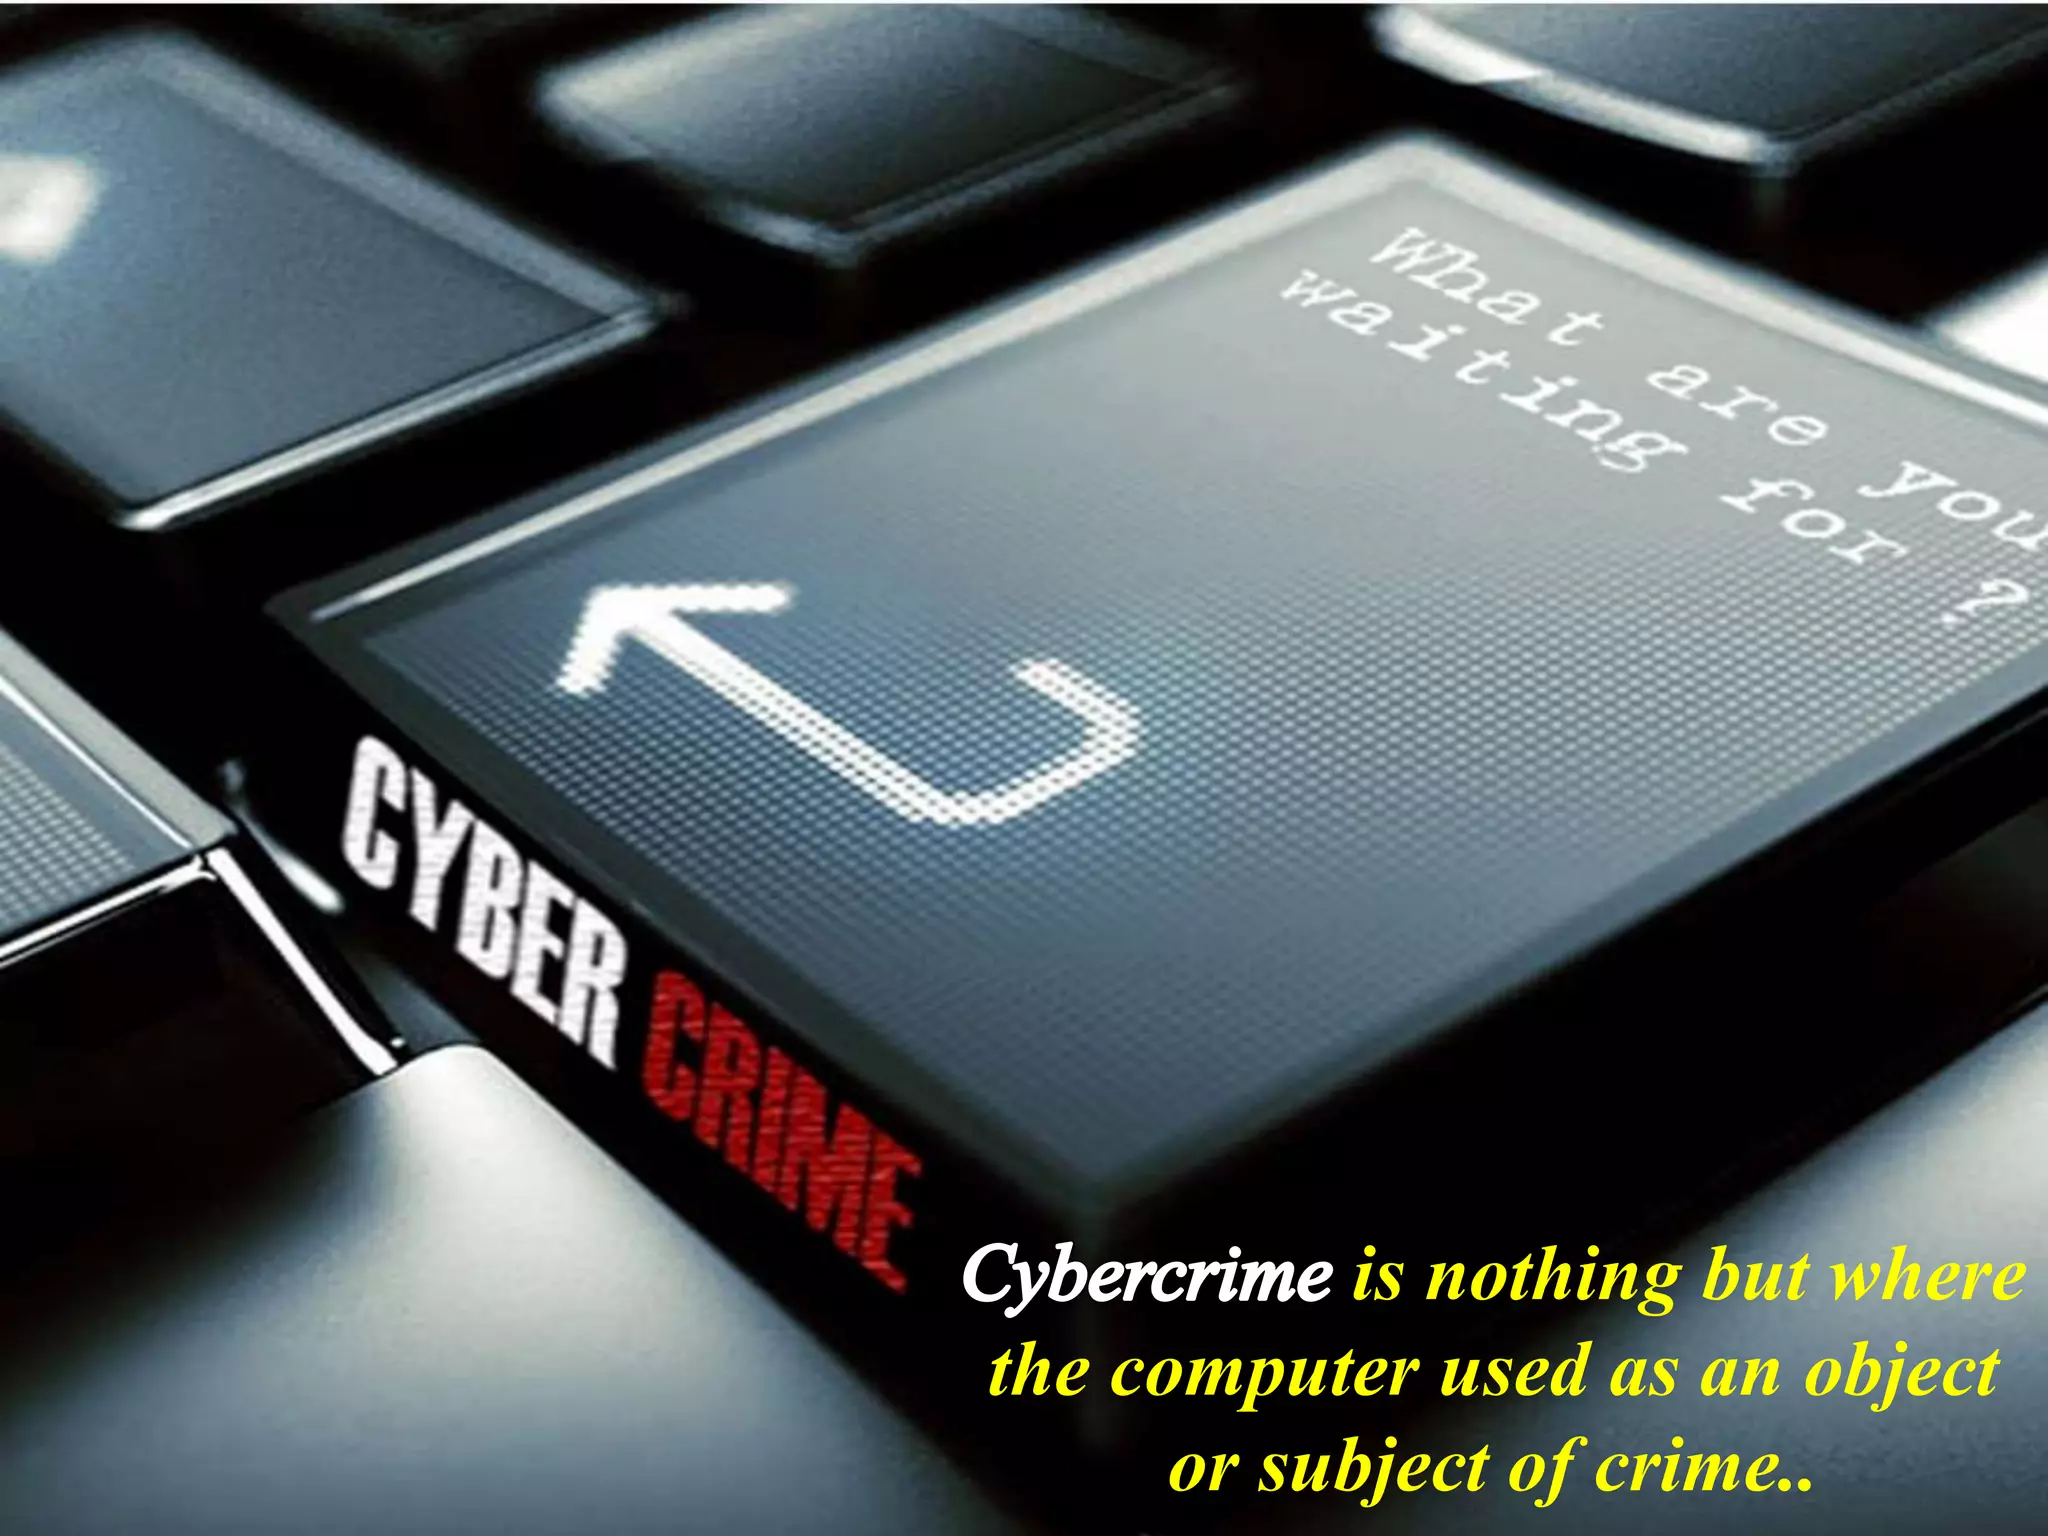 What are you
waiting for ?
CYBER CRIME
Cybercrime is nothing but where
the computer used as an object
or subject of crime..